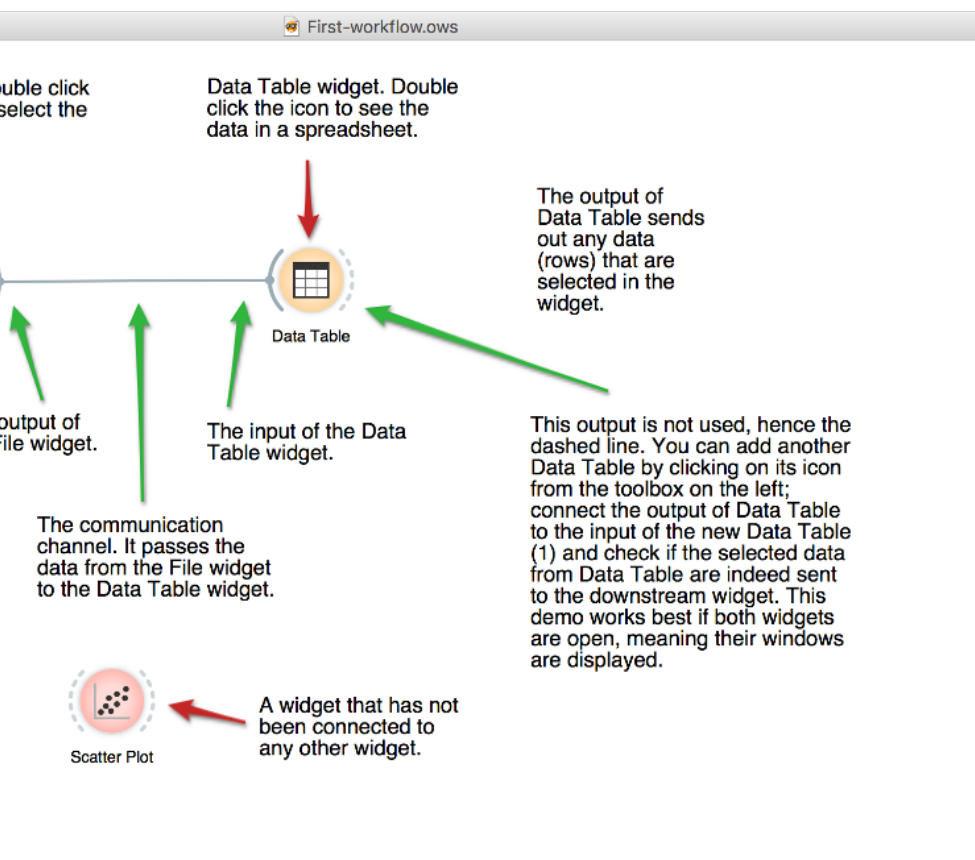 First-workflow.ows
click
select the
Data Table widget. Double
click the icon to see the
data in a spreadsheet.
The output of
Data Table sends
out any data
(rows) that are
selected in the
widget.
Data Table
output of
File widget.
The input of the Data
Table widget.
This output is not used, hence the
dashed line. You can add another
Data Table by clicking on its icon
from the toolbox on the left;
connect the output of Data Table
to the input of the new Data Table
(1) and check if the selected data
from Data Table are indeed sent
to the downstream widget. This
demo works best if both widgets
are open, meaning their windows
are displayed.
The communication
channel. It passes the
data from the File widget
to the Data Table widget.
A widget that has not
been connected to
any other widget.
Scatter Plot